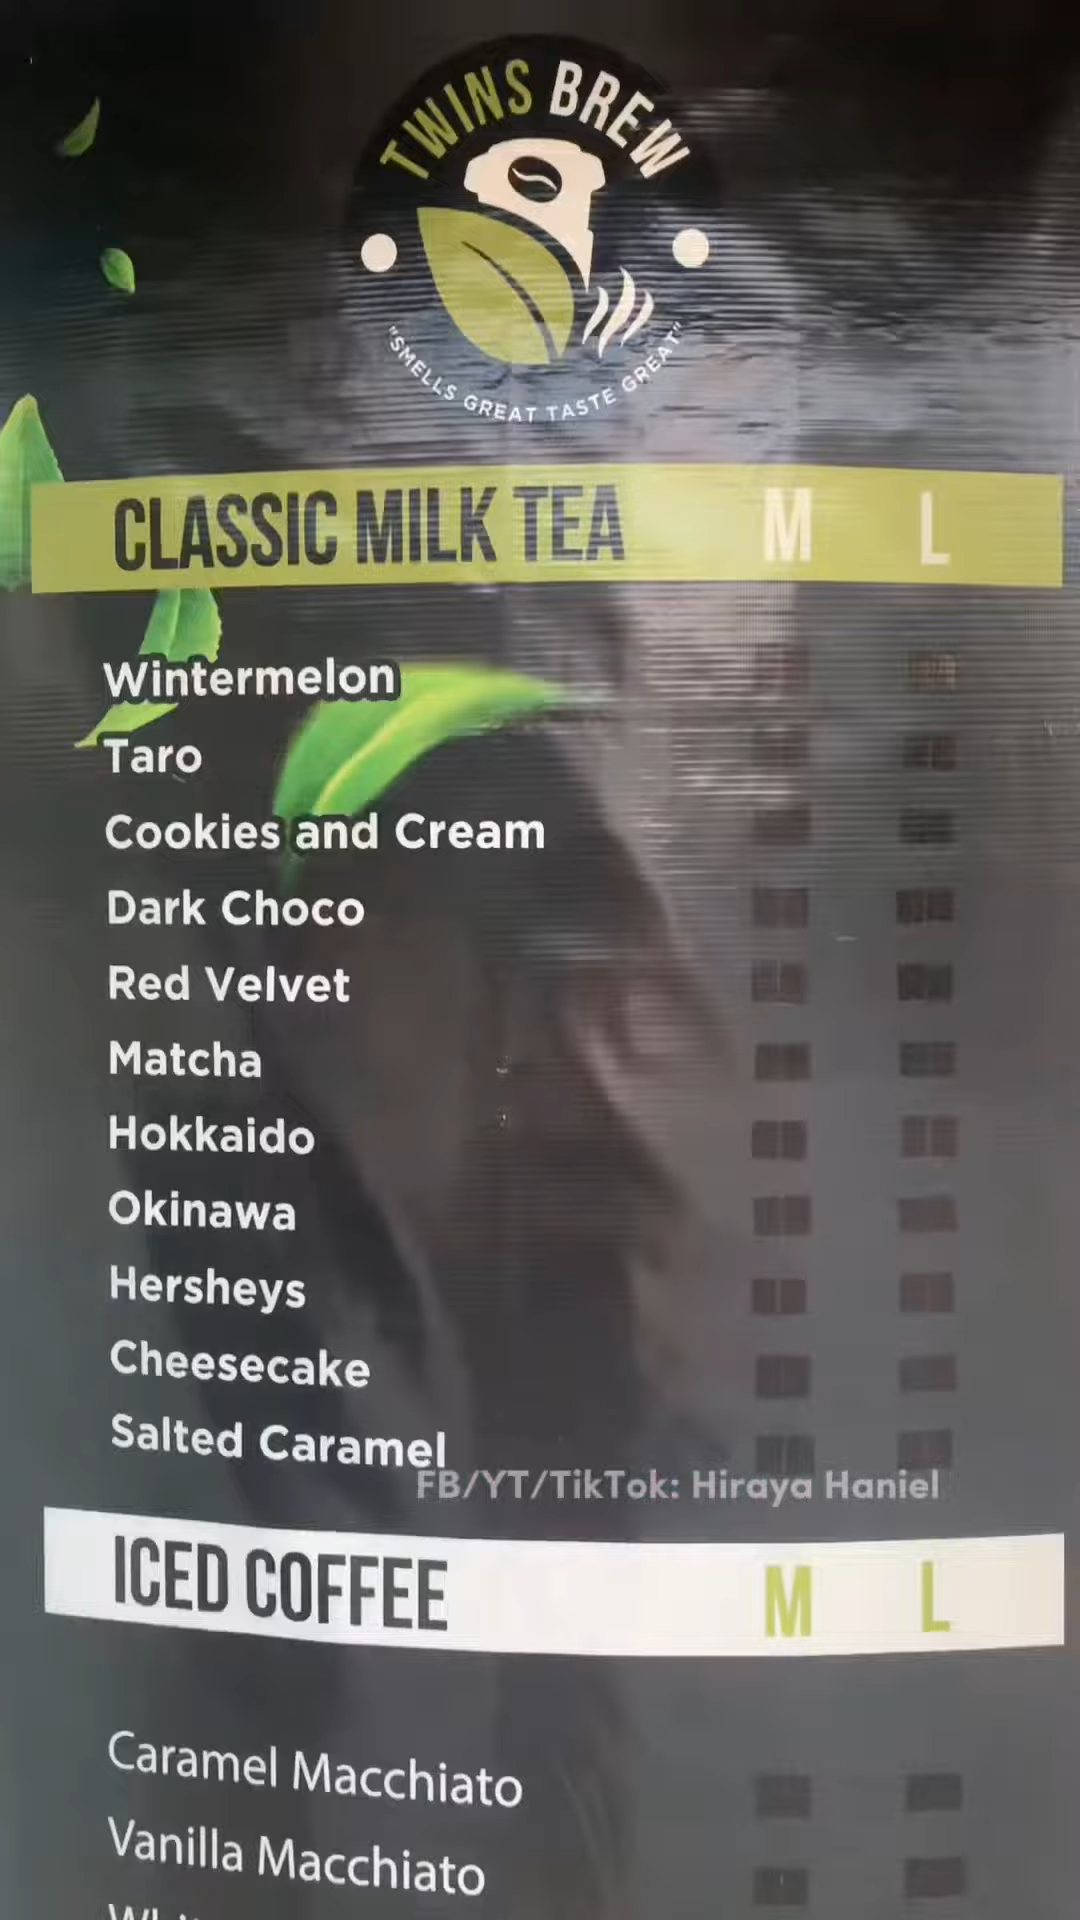 TWINS BREW
"SMELLS GREAT TASTE GREAT"
CLASSIC MILK TEA M L
Wintermelon
Taro
Cookies and Cream
Dark Choco
Red Velvet
Matcha
Hokkaido
Okinawa
Hersheys
Cheesecake
Salted Caramel
FB/YT/TikTok: Hiraya Haniel
ICED COFFEE M L
Caramel Macchiato
Vanilla Macchiato